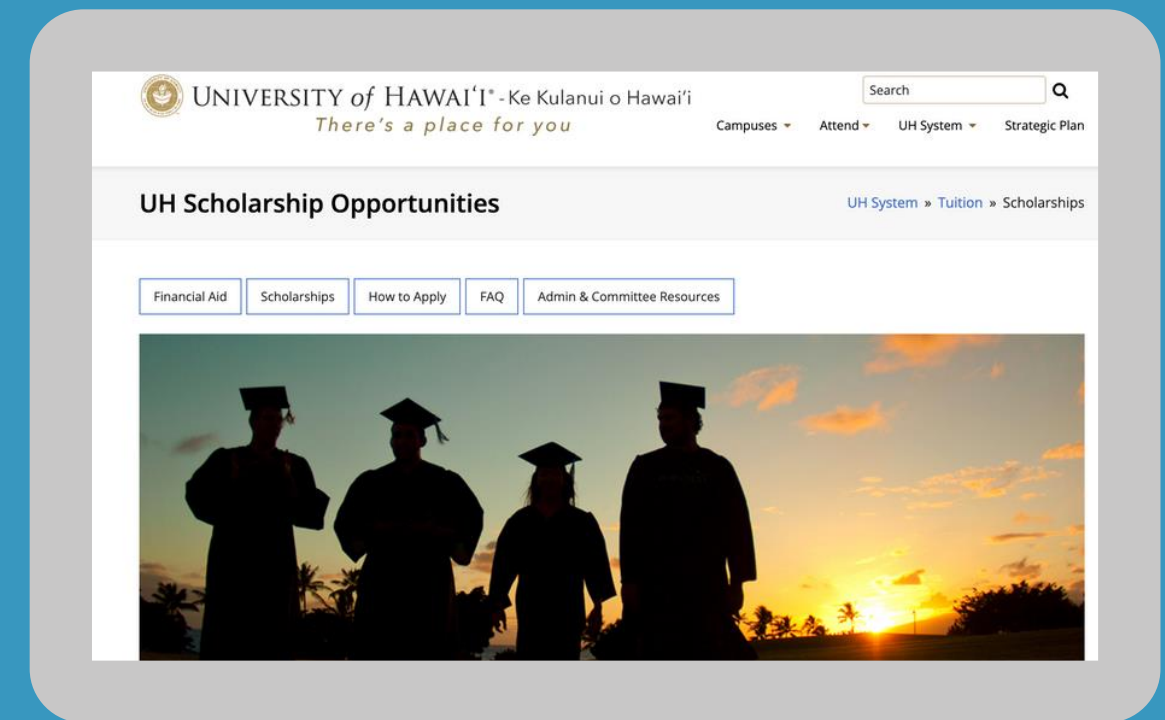 UNIVERSITY of HAWAIʻI® - Ke Kulanui o Hawaiʻi
There's a place for you
Search
Campuses Attend UH System Strategic Plan
UH Scholarship Opportunities
UH System » Tuition » Scholarships
Financial Aid Scholarships How to Apply FAQ Admin & Committee Resources